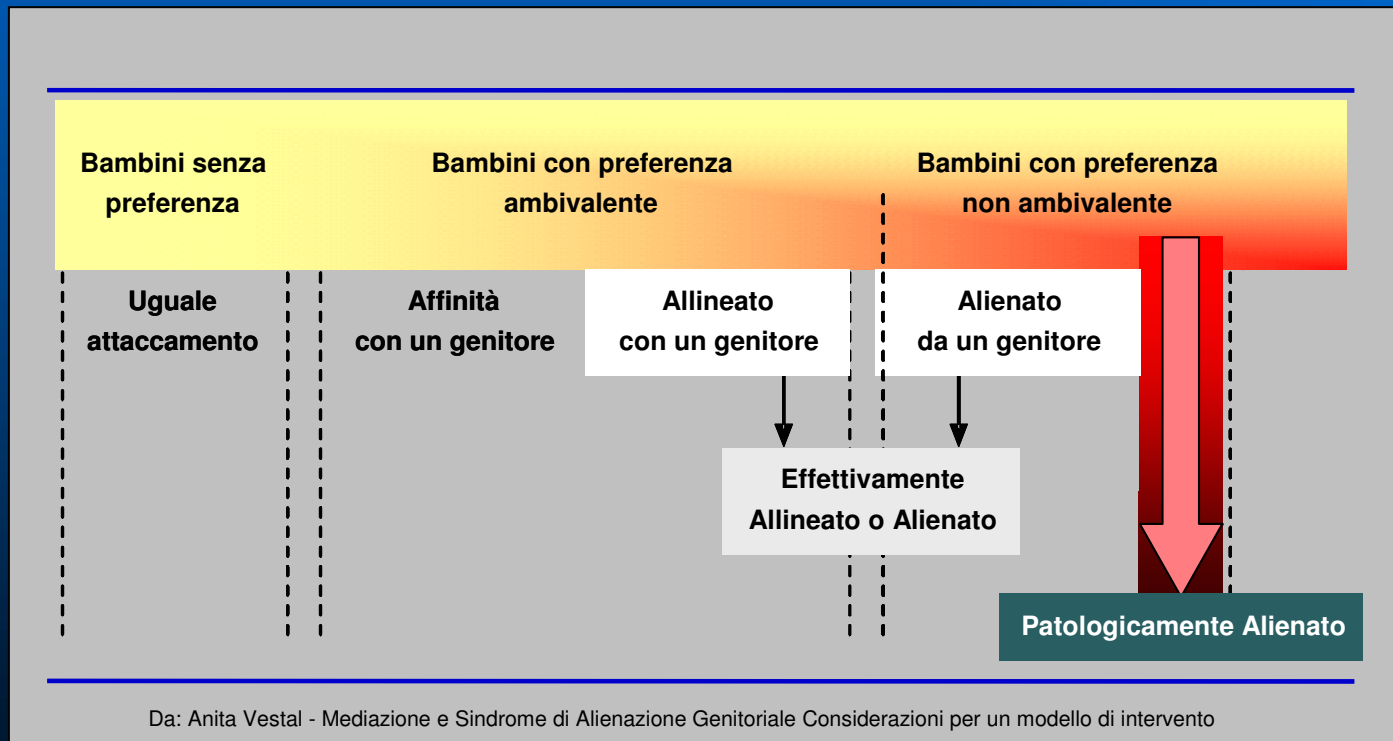 Bambini senza
preferenza
Bambini con preferenza
ambivalente
Bambini con preferenza
non ambivalente
Uguale
attaccamento
Affinità
con un genitore
Allineato
con un genitore
Alienato
da un genitore
Effettivamente
Allineato o Alienato
Patologicamente Alienato
Da: Anita Vestal - Mediazione e Sindrome di Alienazione Genitoriale Considerazioni per un modello di intervento